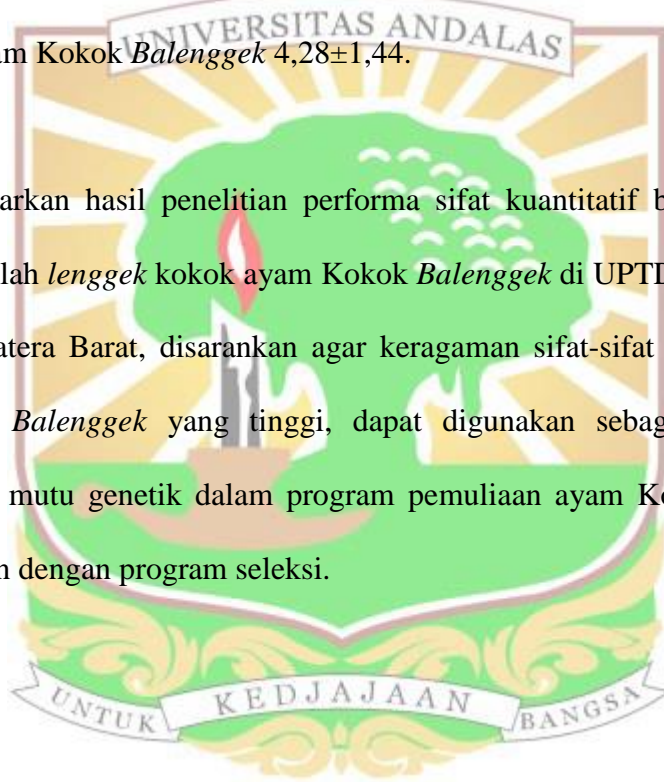 UNIVERSITAS ANDALAS
am Kokok Balenggek 4,28±1,44.
arkan hasil penelitian performa sifat kuantitatif b
lah lenggek kokok ayam Kokok Balenggek di UPTD
atera Barat, disarankan agar keragaman sifat-sifat
Balenggek yang tinggi, dapat digunakan sebag
mutu genetik dalam program pemuliaan ayam Ko
n dengan program seleksi.
UNTUK KEDJAJAAN BANGSA